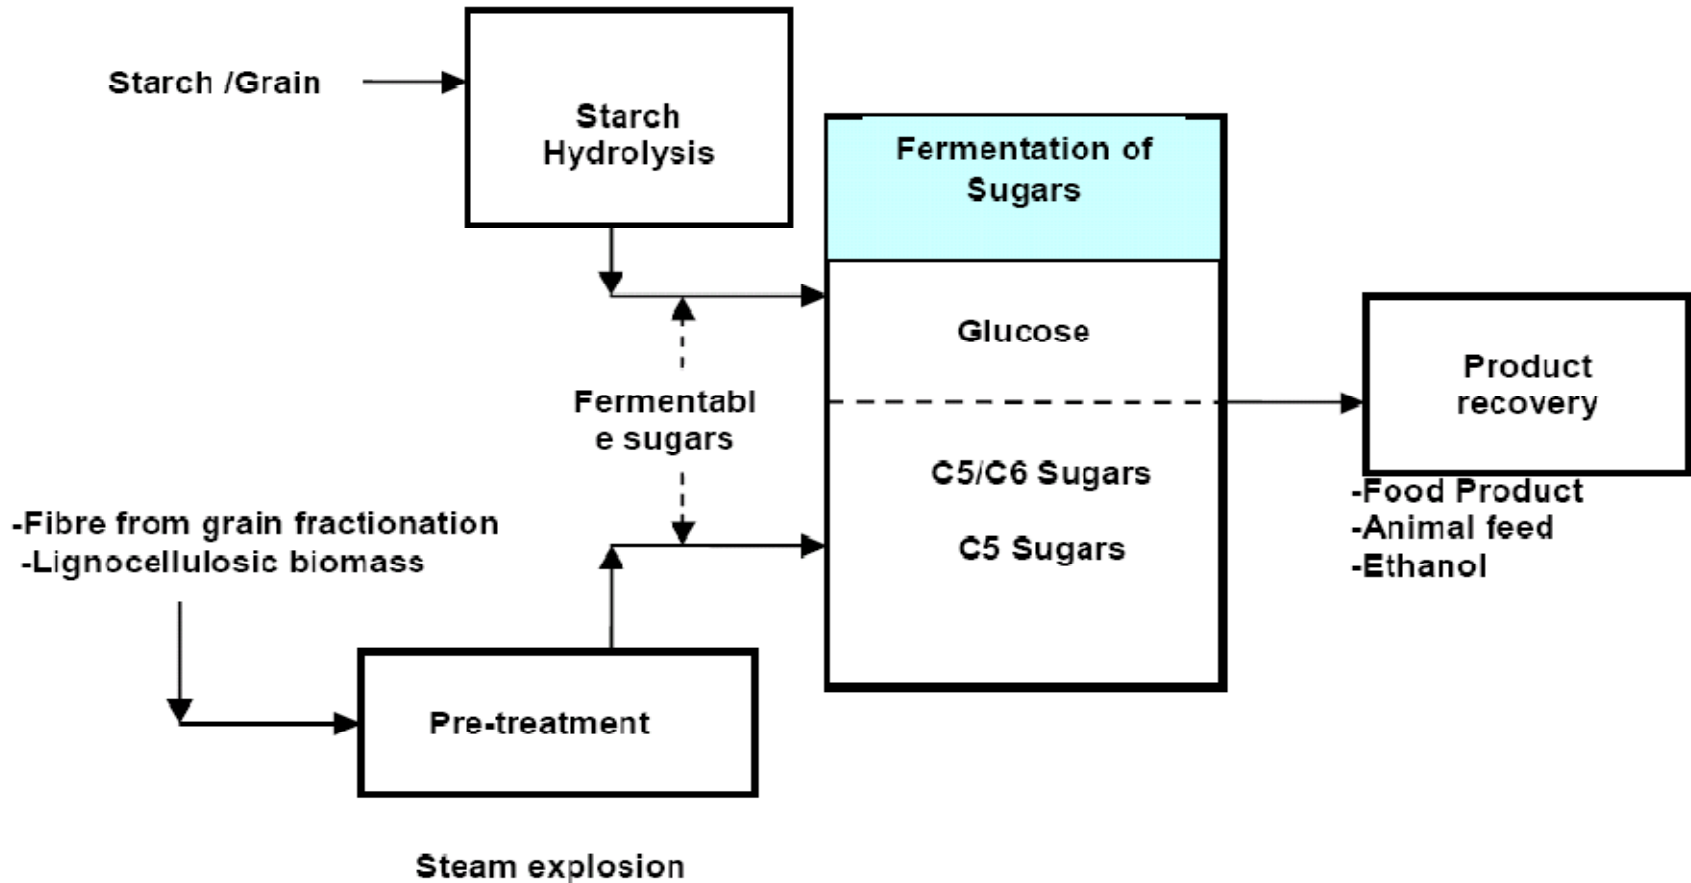 Starch /Grain
Starch
Hydrolysis
Fermentation of
Sugars
Glucose
Product
recovery
Fermentabl
e sugars
C5/C6 Sugars
C5 Sugars
-Food Product
-Animal feed
-Ethanol
-Fibre from grain fractionation
-Lignocellulosic biomass
Pre-treatment
Steam explosion